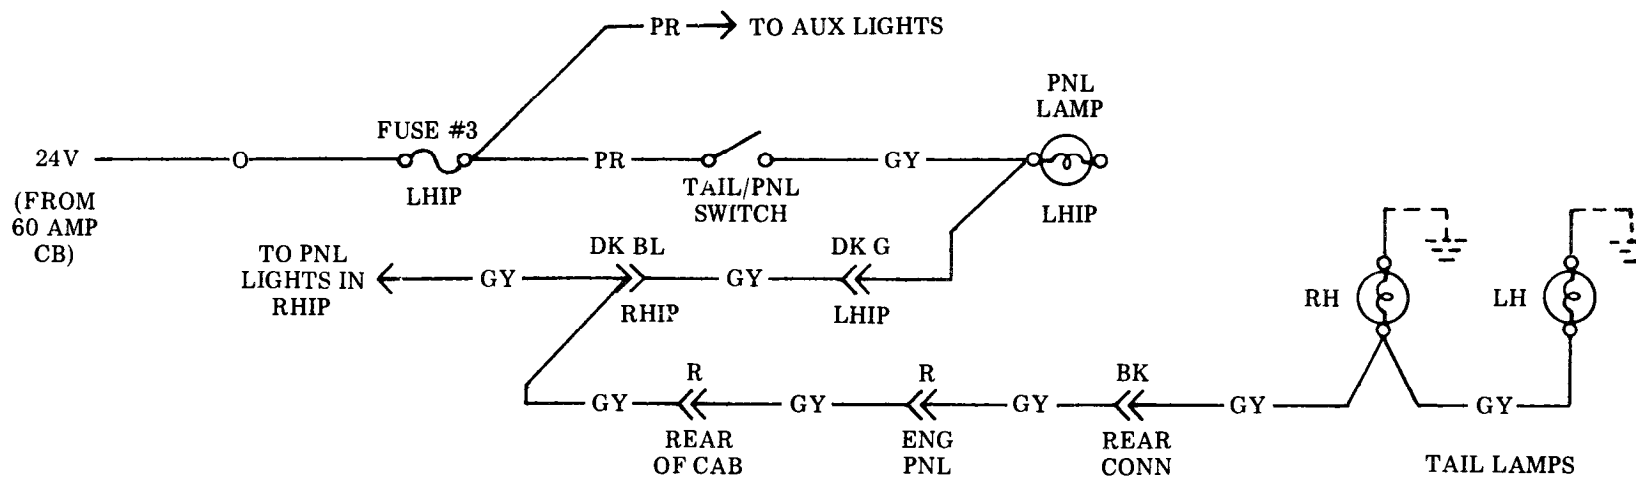 PR TO AUX LIGHTS
PNL
LAMP
FUSE #3
24V O PR GY
LHIP
TAIL/PNL
SWITCH
LHIP
(FROM
60 AMP
CB)
TO PNL
LIGHTS IN
RHIP
GY
DK BL
GY
DK G
RHIP
LHIP
RH
LH
R
R
BK
GY GY GY GY GY
REAR
OF CAB
ENG
PNL
REAR
CONN
TAIL LAMPS